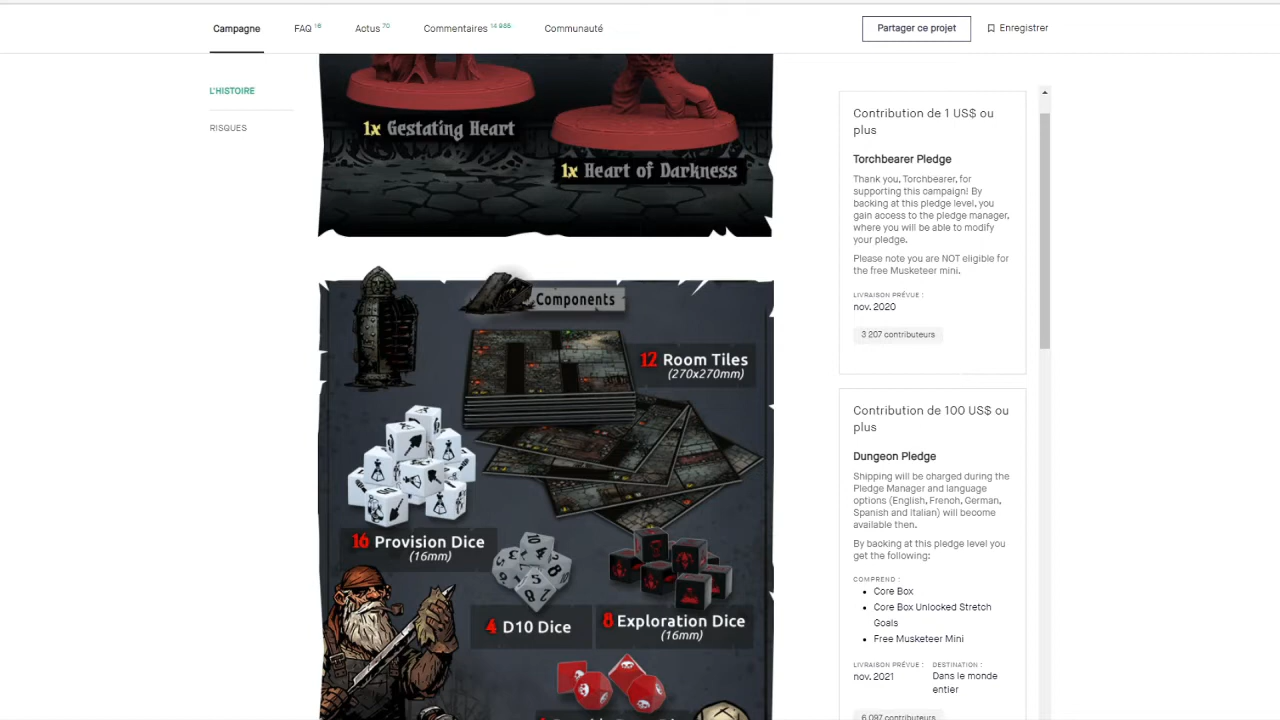 Campagne
FAQ 16
Actus 70
Commentaires 14 955
Communauté
Partager ce projet
Enregistrer
L'HISTOIRE
RISQUES
1x Gestating Heart
1x Heart of Darkness
Components
12 Room Tiles
(270x270mm)
16 Provision Dice
(16mm)
4 D10 Dice
8 Exploration Dice
(16mm)
Contribution de 1 US$ ou
plus
Torchbearer Pledge
Thank you, Torchbearer, for
supporting this campaign! By
backing at this pledge level, you
gain access to the pledge manager,
where you will be able to modify
your pledge.
Please note you are NOT eligible for
the free Musketeer mini.
LIVRAISON PRÉVUE :
nov. 2020
3 207 contributeurs
Contribution de 100 US$ ou
plus
Dungeon Pledge
Shipping will be charged during the
Pledge Manager and language
options (English, French, German,
Spanish and Italian) will become
available then.
By backing at this pledge level you
get the following:
COMPREND :
Core Box
Core Box Unlocked Stretch
Goals
Free Musketeer Mini
LIVRAISON PRÉVUE :
nov. 2021
DESTINATION :
Dans le monde
entier
6 097 contributeurs